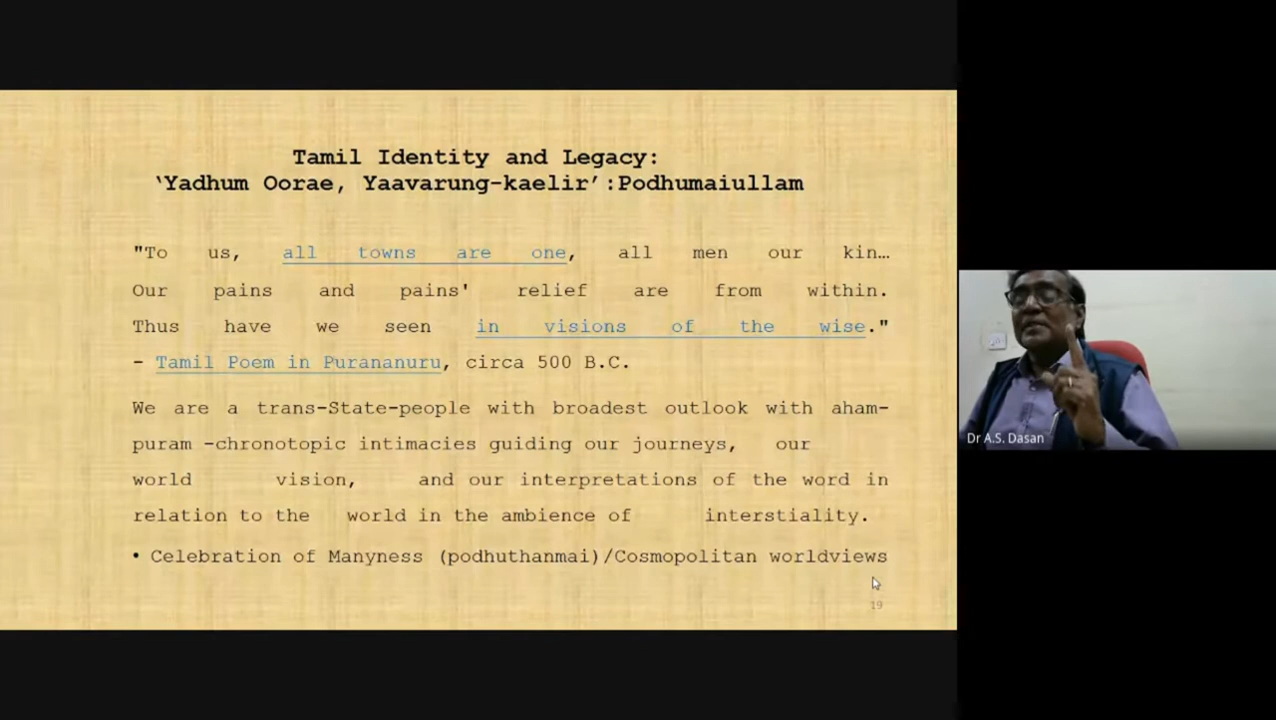 Tamil Identity and Legacy:
‘Yadhum Oorae, Yaavarung-kaelir’:Podhumaiullam
"To us, all towns are one, all men our kin…
Our pains and pains' relief are from within.
Thus have we seen in visions of the wise."
- Tamil Poem in Purananuru, circa 500 B.C.
We are a trans-State-people with broadest outlook with aham-
puram -chronotopic intimacies guiding our journeys, our
world vision, and our interpretations of the word in
relation to the world in the ambience of interstiality.
• Celebration of Manyness (podhuthanmai)/Cosmopolitan worldviews
19
Dr A.S. Dasan